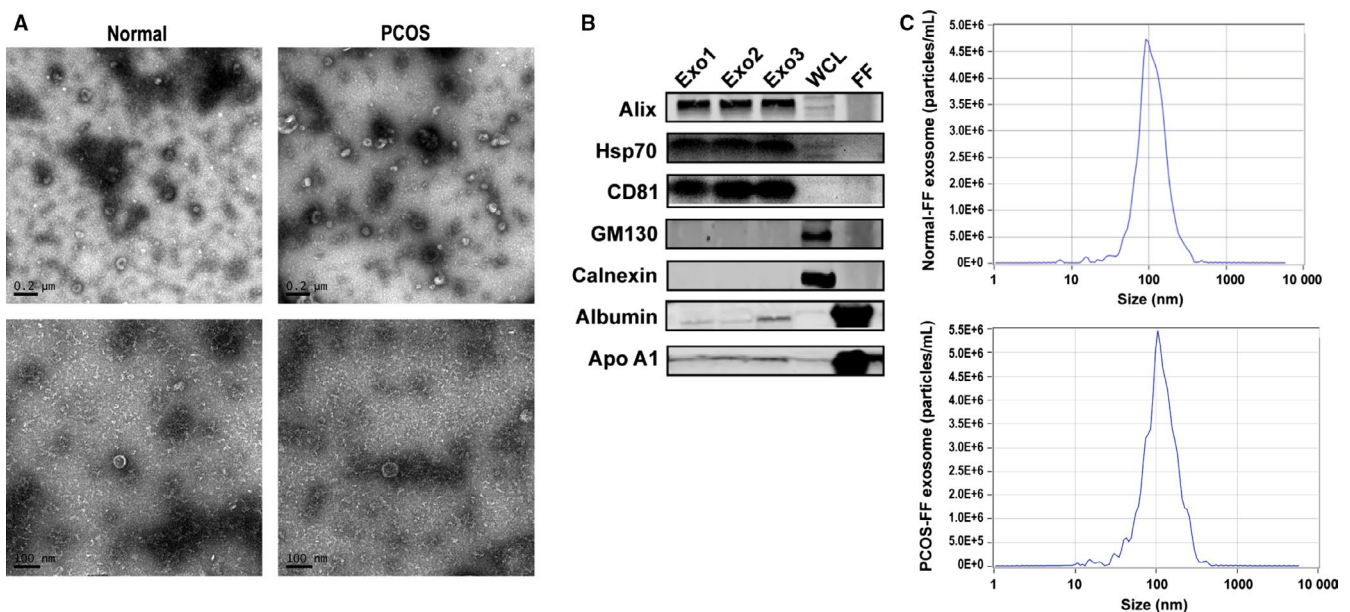 A
Normal
PCOS
0.2 µm
0.2 µm
100 nm
100 nm
B
Exo1
Exo2
Exo3
WCL
FF
Alix
Hsp70
CD81
GM130
Calnexin
Albumin
Apo A1
C
Normal-FF exosome (particles/mL)
5.0E+6
4.5E+6
4.0E+6
3.5E+6
3.0E+6
2.5E+6
2.0E+6
1.5E+6
1.0E+6
5.0E+6
0E+0
1
10
100
1000
10 000
Size (nm)
PCOS-FF exosome (particles/mL)
5.5E+6
5.0E+6
4.5E+6
4.0E+6
3.5E+6
3.0E+6
2.5E+6
2.0E+6
1.5E+6
1.0E+6
5.0E+5
0E+0
1
10
100
1000
10 000
Size (nm)